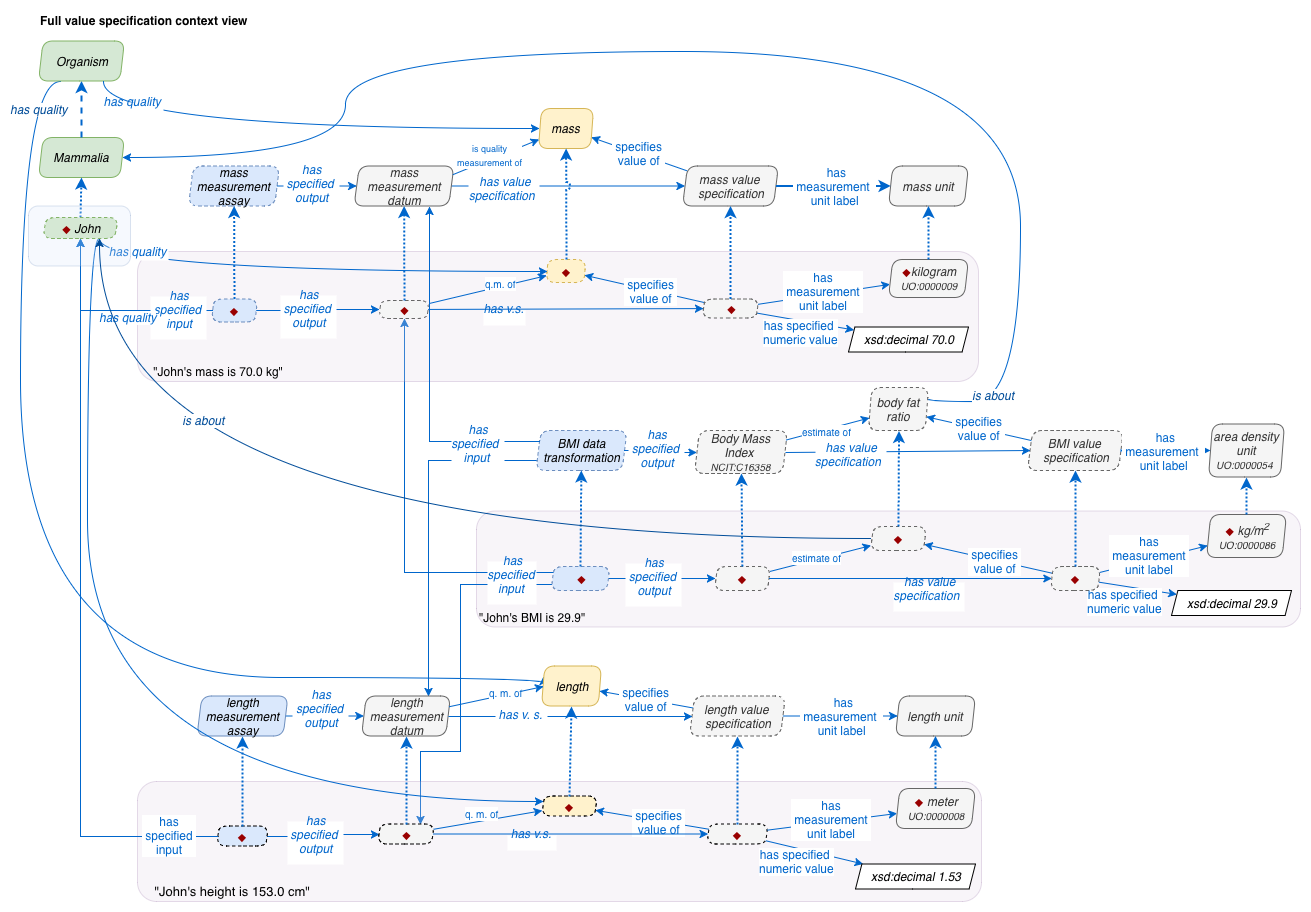 Full value specification context view
Organism
has quality
has quality
mass
is quality
measurement of
specifies
value of
Mammalia
mass
measurement
assay
has
specified
output
mass
measurement
datum
has value
specification
mass value
specification
has
measurement
unit label
mass unit
John
has quality
has quality
has
specified
input
has
specified
output
q.m. of
has v.s.
specifies
value of
has
measurement
unit label
kilogram
UO:0000009
has specified
numeric value
xsd:decimal 70.0
"John's mass is 70.0 kg"
is about
is about
body fat
ratio
has
specified
input
BMI data
transformation
has
specified
output
Body Mass
Index
NCIT:C16358
estimate of
has value
specification
specifies
value of
BMI value
specification
has
measurement
unit label
area density
unit
UO:0000054
has
specified
input
has
specified
output
estimate of
has value
specification
specifies
value of
has
measurement
unit label
kg/m2
UO:0000086
has specified
numeric value
xsd:decimal 29.9
"John's BMI is 29.9"
length
measurement
assay
has
specified
output
length
measurement
datum
q. m. of
has v. s.
length
specifies
value of
length value
specification
has
measurement
unit label
length unit
has
specified
input
has
specified
output
q. m. of
has v.s.
specifies
value of
has
measurement
unit label
meter
UO:0000008
has specified
numeric value
xsd:decimal 1.53
"John's height is 153.0 cm"